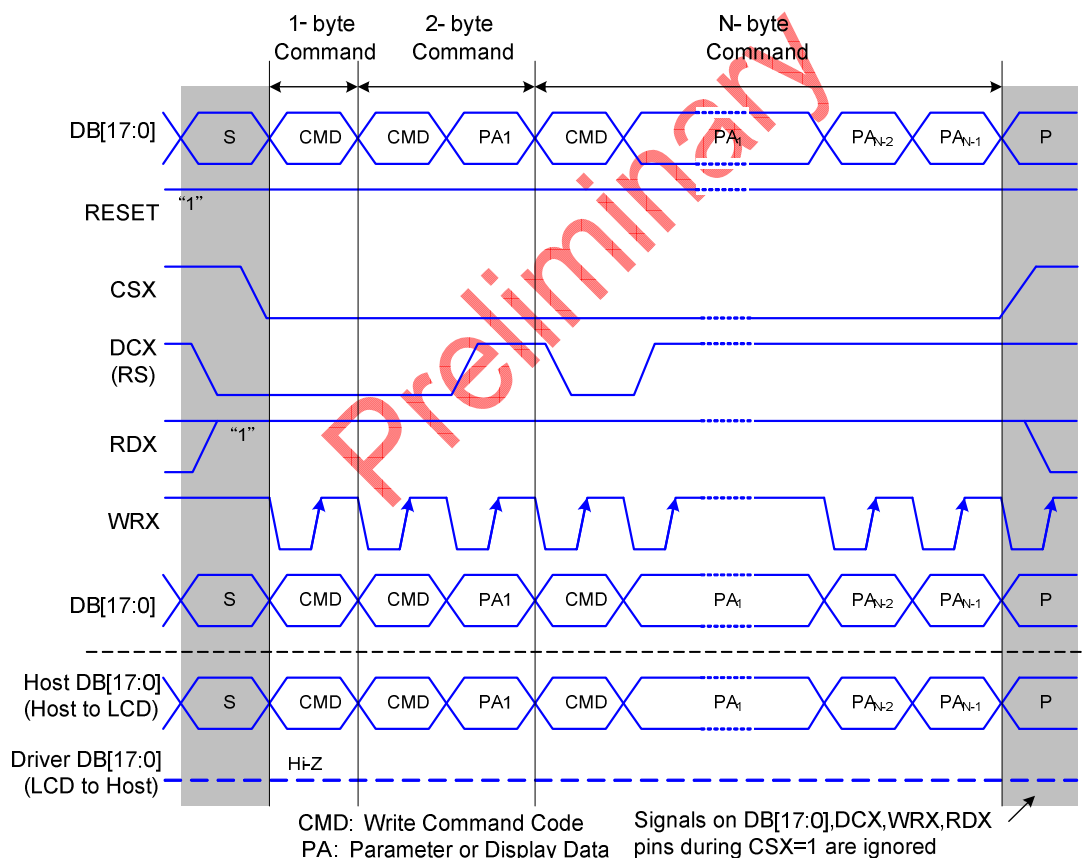 1- byte Command
2- byte Command
N- byte Command
DB[17:0] S CMD CMD PA1 CMD PA1 PAN-2 PAN-1 P
RESET "1"
CSX
DCX (RS)
RDX "1"
WRX
DB[17:0] S CMD CMD PA1 CMD PA1 PAN-2 PAN-1 P
Host DB[17:0] (Host to LCD) S CMD CMD PA1 CMD PA1 PAN-2 PAN-1 P
Driver DB[17:0] (LCD to Host) Hi-Z
CMD: Write Command Code
PA: Parameter or Display Data
Signals on DB[17:0],DCX,WRX,RDX
pins during CSX=1 are ignored
Preliminary